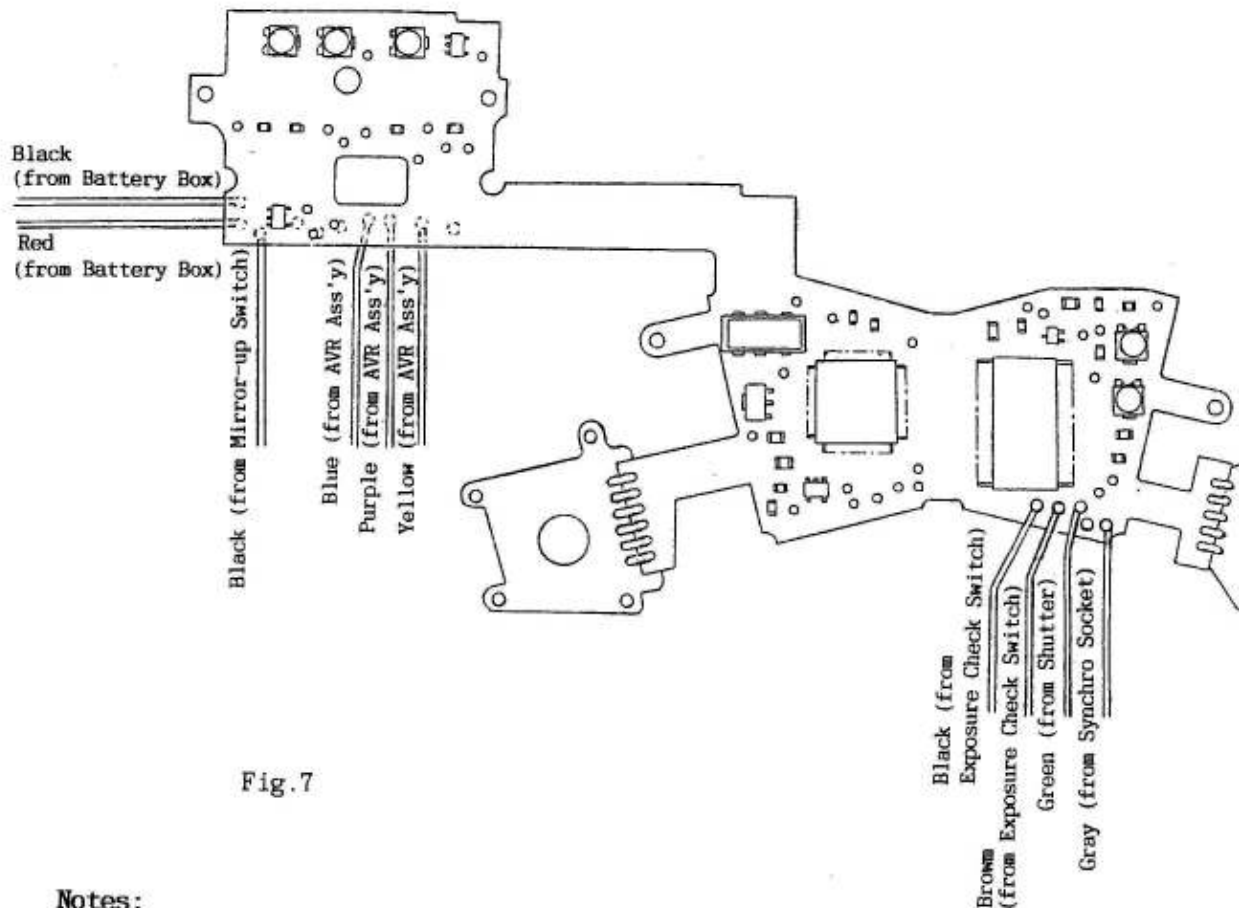 Black
(from Battery Box)
Red
(from Battery Box)
Black (from Mirror-up Switch)
Blue (from AVR Ass'y)
Purple (from AVR Ass'y)
Yellow (from AVR Ass'y)
Black (from
Exposure Check Switch)
Brown
(from Exposure Check Switch)
Green (from Shutter)
Gray (from Synchro Socket)
Fig.7
Notes: